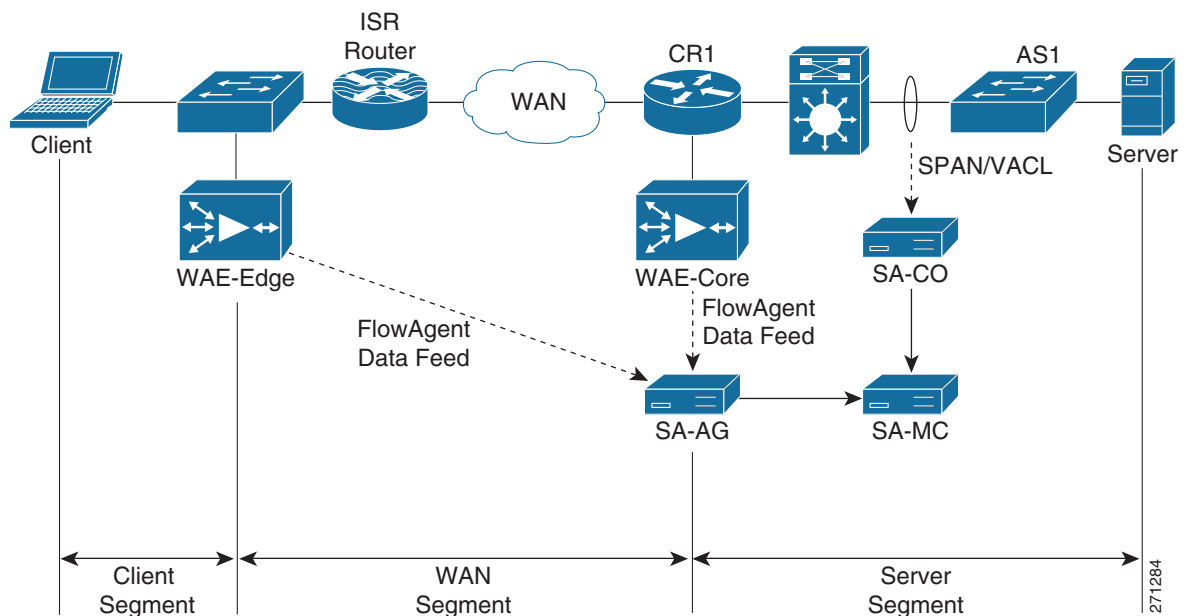 ISR
Router
CR1
AS1
WAN
Client
Server
SPAN/VACL
WAE-Edge
WAE-Core
SA-CO
FlowAgent
Data Feed
FlowAgent
Data Feed
SA-AG
SA-MC
Client
Segment
WAN
Segment
Server
Segment
271284